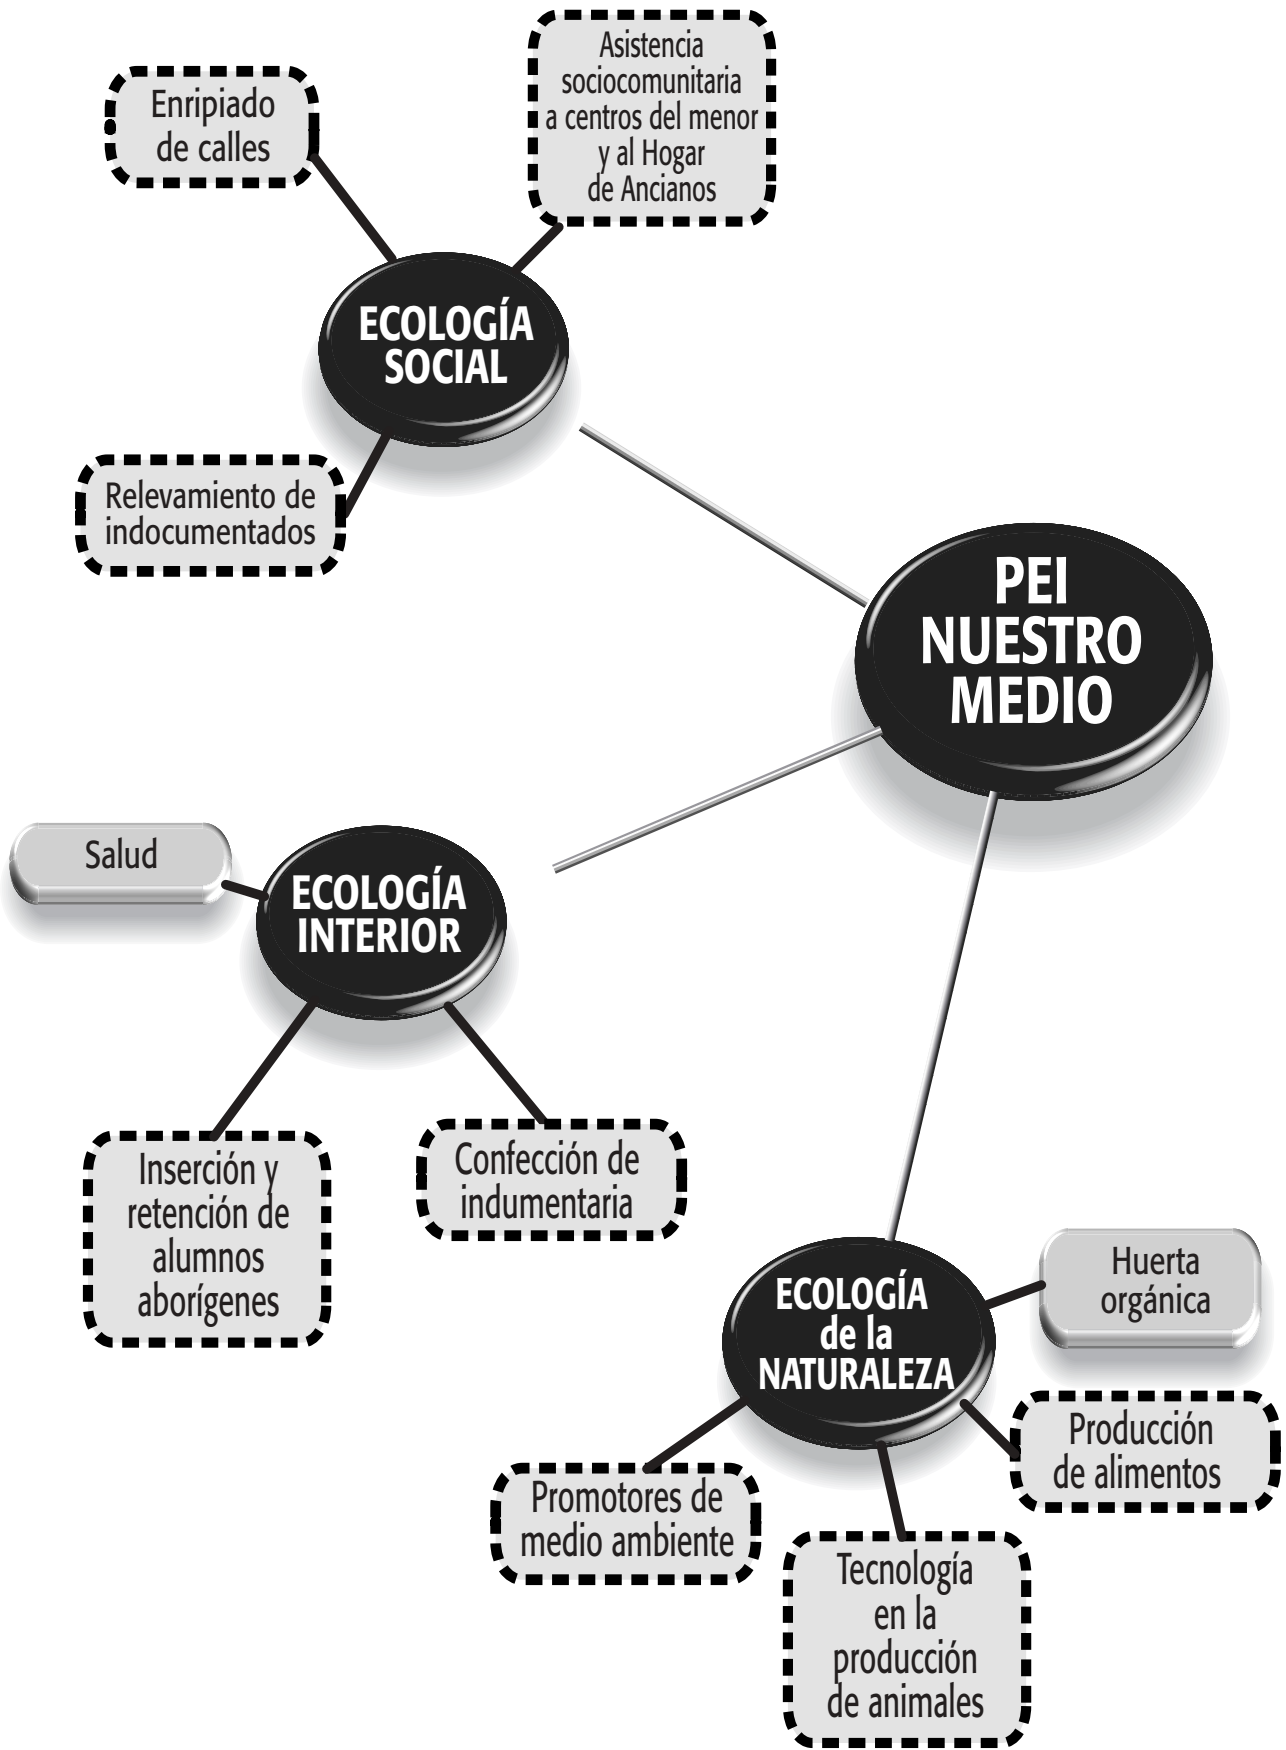 Asistencia
sociocomunitaria
a centros del menor
y al Hogar
de Ancianos
Enripiado
de calles
ECOLOGÍA
SOCIAL
Relevamiento de
indocumentados
PEI
NUESTRO
MEDIO
Salud
ECOLOGÍA
INTERIOR
Inserción y
retención de
alumnos
aborígenes
Confección de
indumentaria
ECOLOGÍA
de la
NATURALEZA
Huerta
orgánica
Producción
de alimentos
Promotores de
medio ambiente
Tecnología
en la
producción
de animales